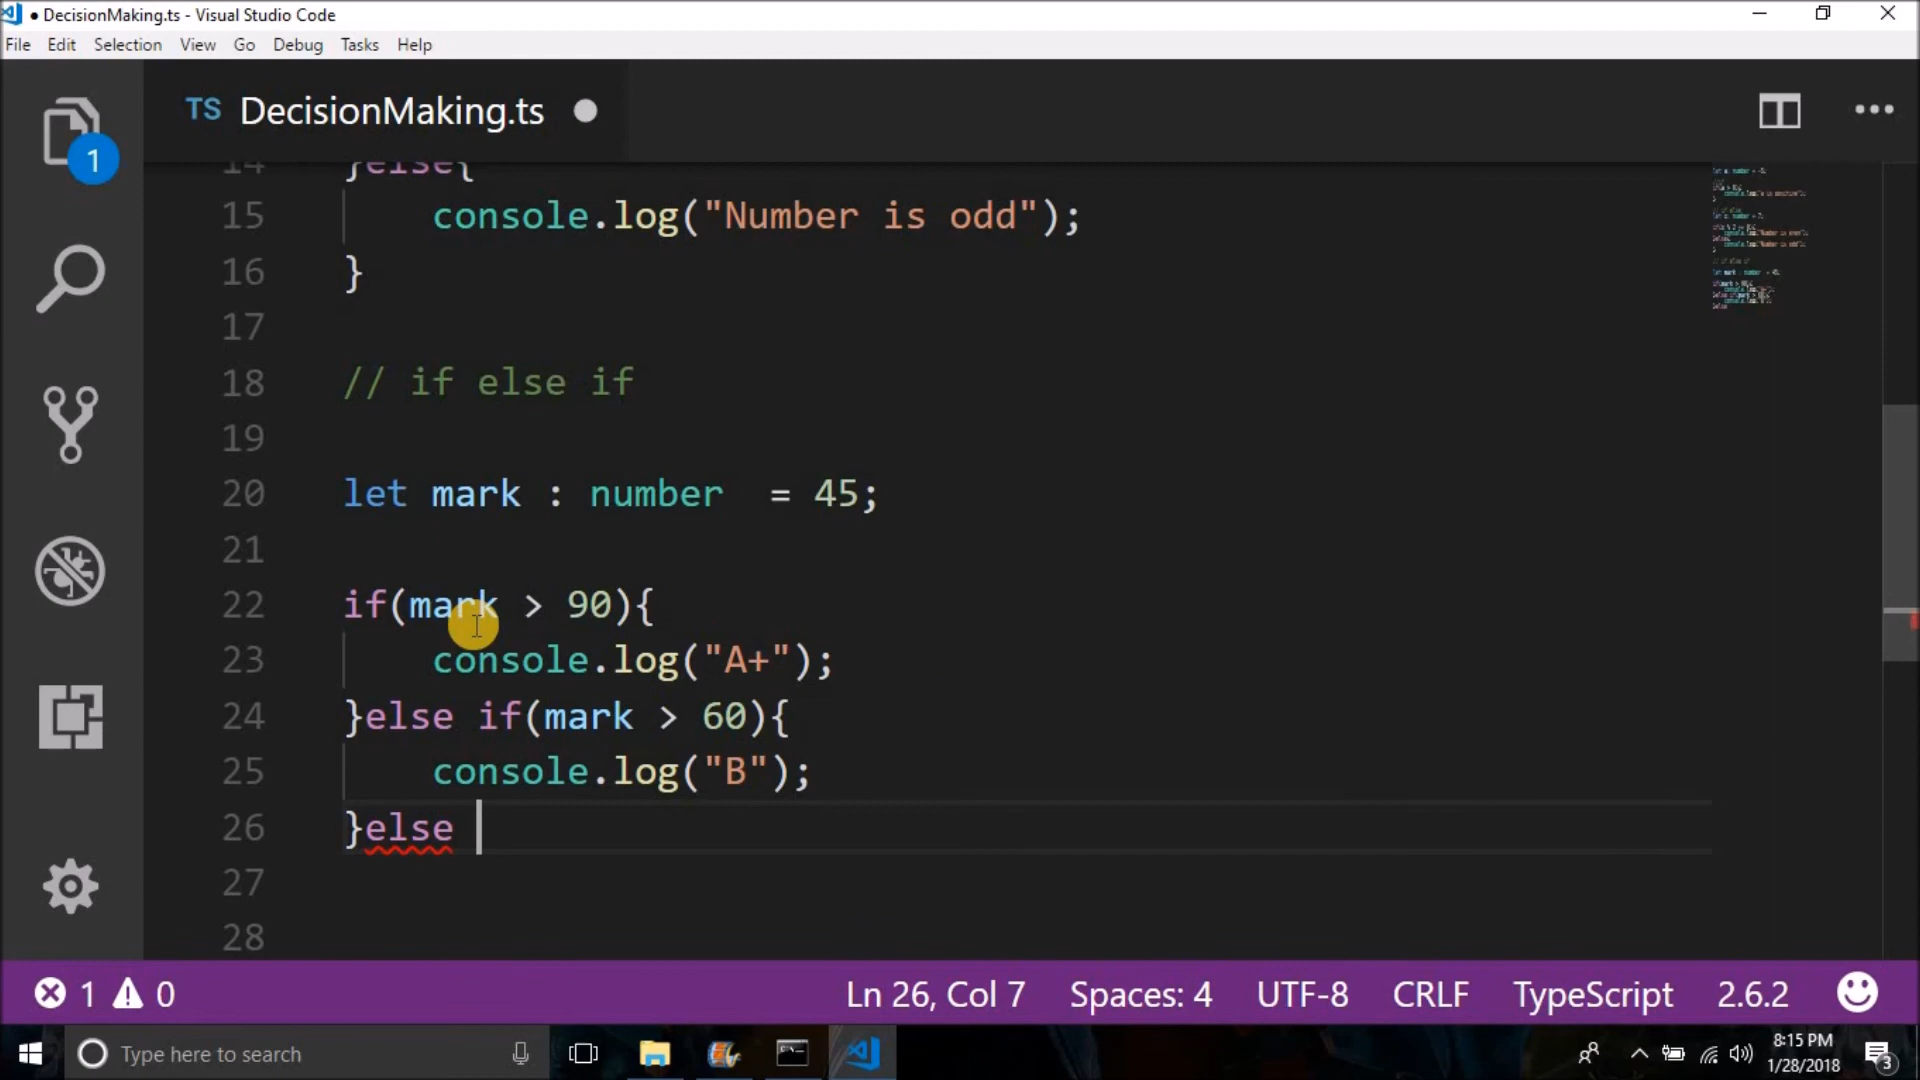 DecisionMaking.ts - Visual Studio Code
File Edit Selection View Go Debug Tasks Help
TS DecisionMaking.ts
1
14 }else{
15 console.log("Number is odd");
16 }
17
18 // if else if
19
20 let mark : number  = 45;
21
22 if(mark > 90){
23 console.log("A+");
24 }else if(mark > 60){
25 console.log("B");
26 }else
27
28
1 0 Ln 26, Col 7 Spaces: 4 UTF-8 CRLF TypeScript 2.6.2
Type here to search
8:15 PM
1/28/2018
3